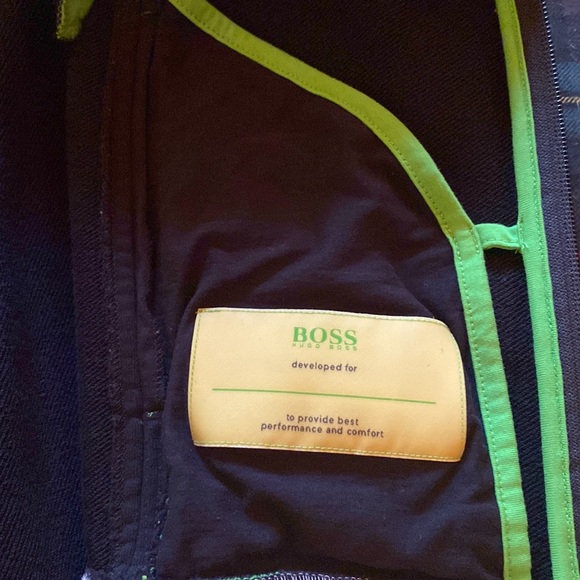 BOSS
HUGO BOSS
developed for
to provide best
performance and comfort